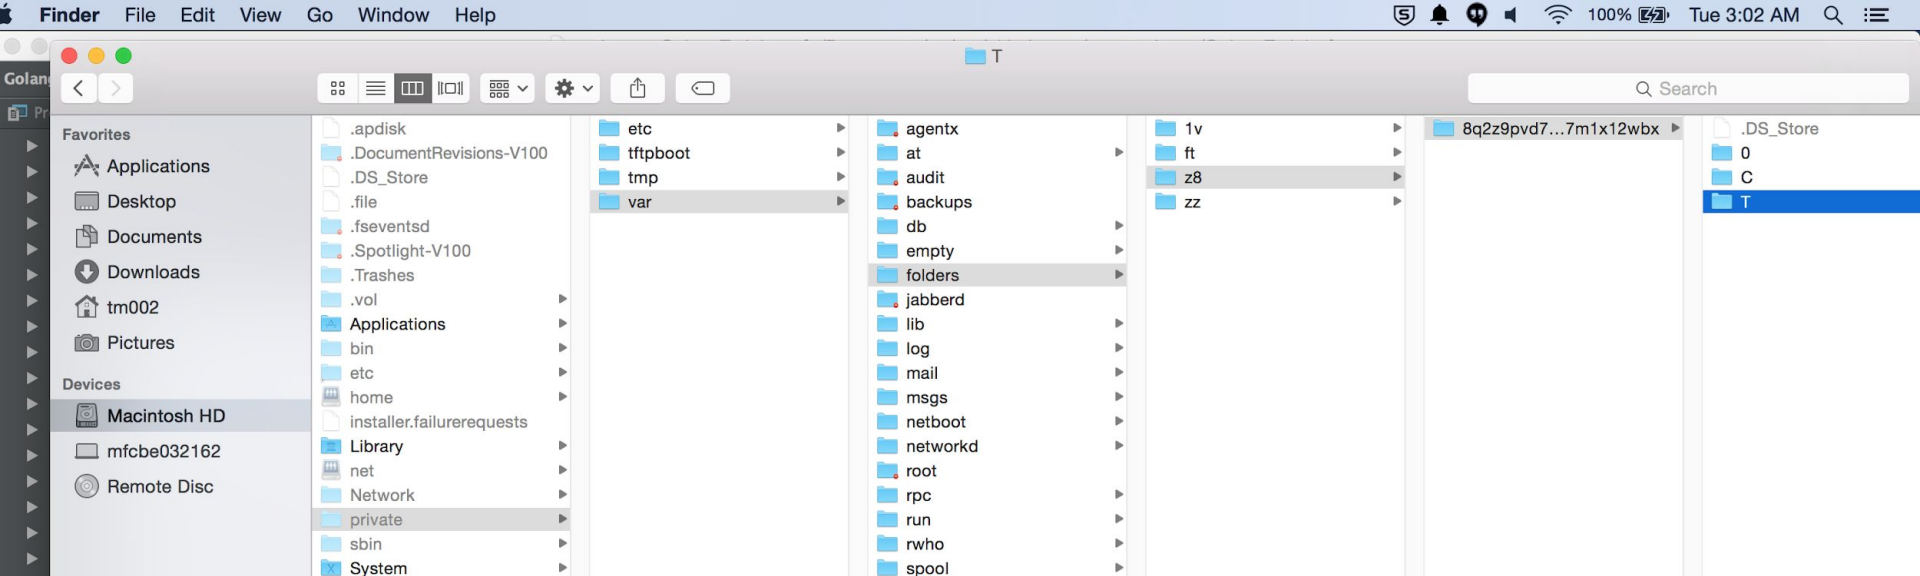 Finder File Edit View Go Window Help 100% Tue 3:02 AM
T
Golan
Search
Pr
Favorites
Applications
Desktop
Documents
Downloads
tm002
Pictures
Devices
Macintosh HD
mfcbe032162
Remote Disc
.apdisk
.DocumentRevisions-V100
.DS_Store
.file
.fseventsd
.Spotlight-V100
.Trashes
.vol
Applications
bin
etc
home
installer.failurerequests
Library
net
Network
private
sbin
System
etc
tftpboot
tmp
var
agentx
at
audit
backups
db
empty
folders
jabberd
lib
log
mail
msgs
netboot
networkd
root
rpc
run
rwho
spool
1v
ft
z8
zz
8q2z9pvd7...7m1x12wbx
.DS_Store
0
C
T